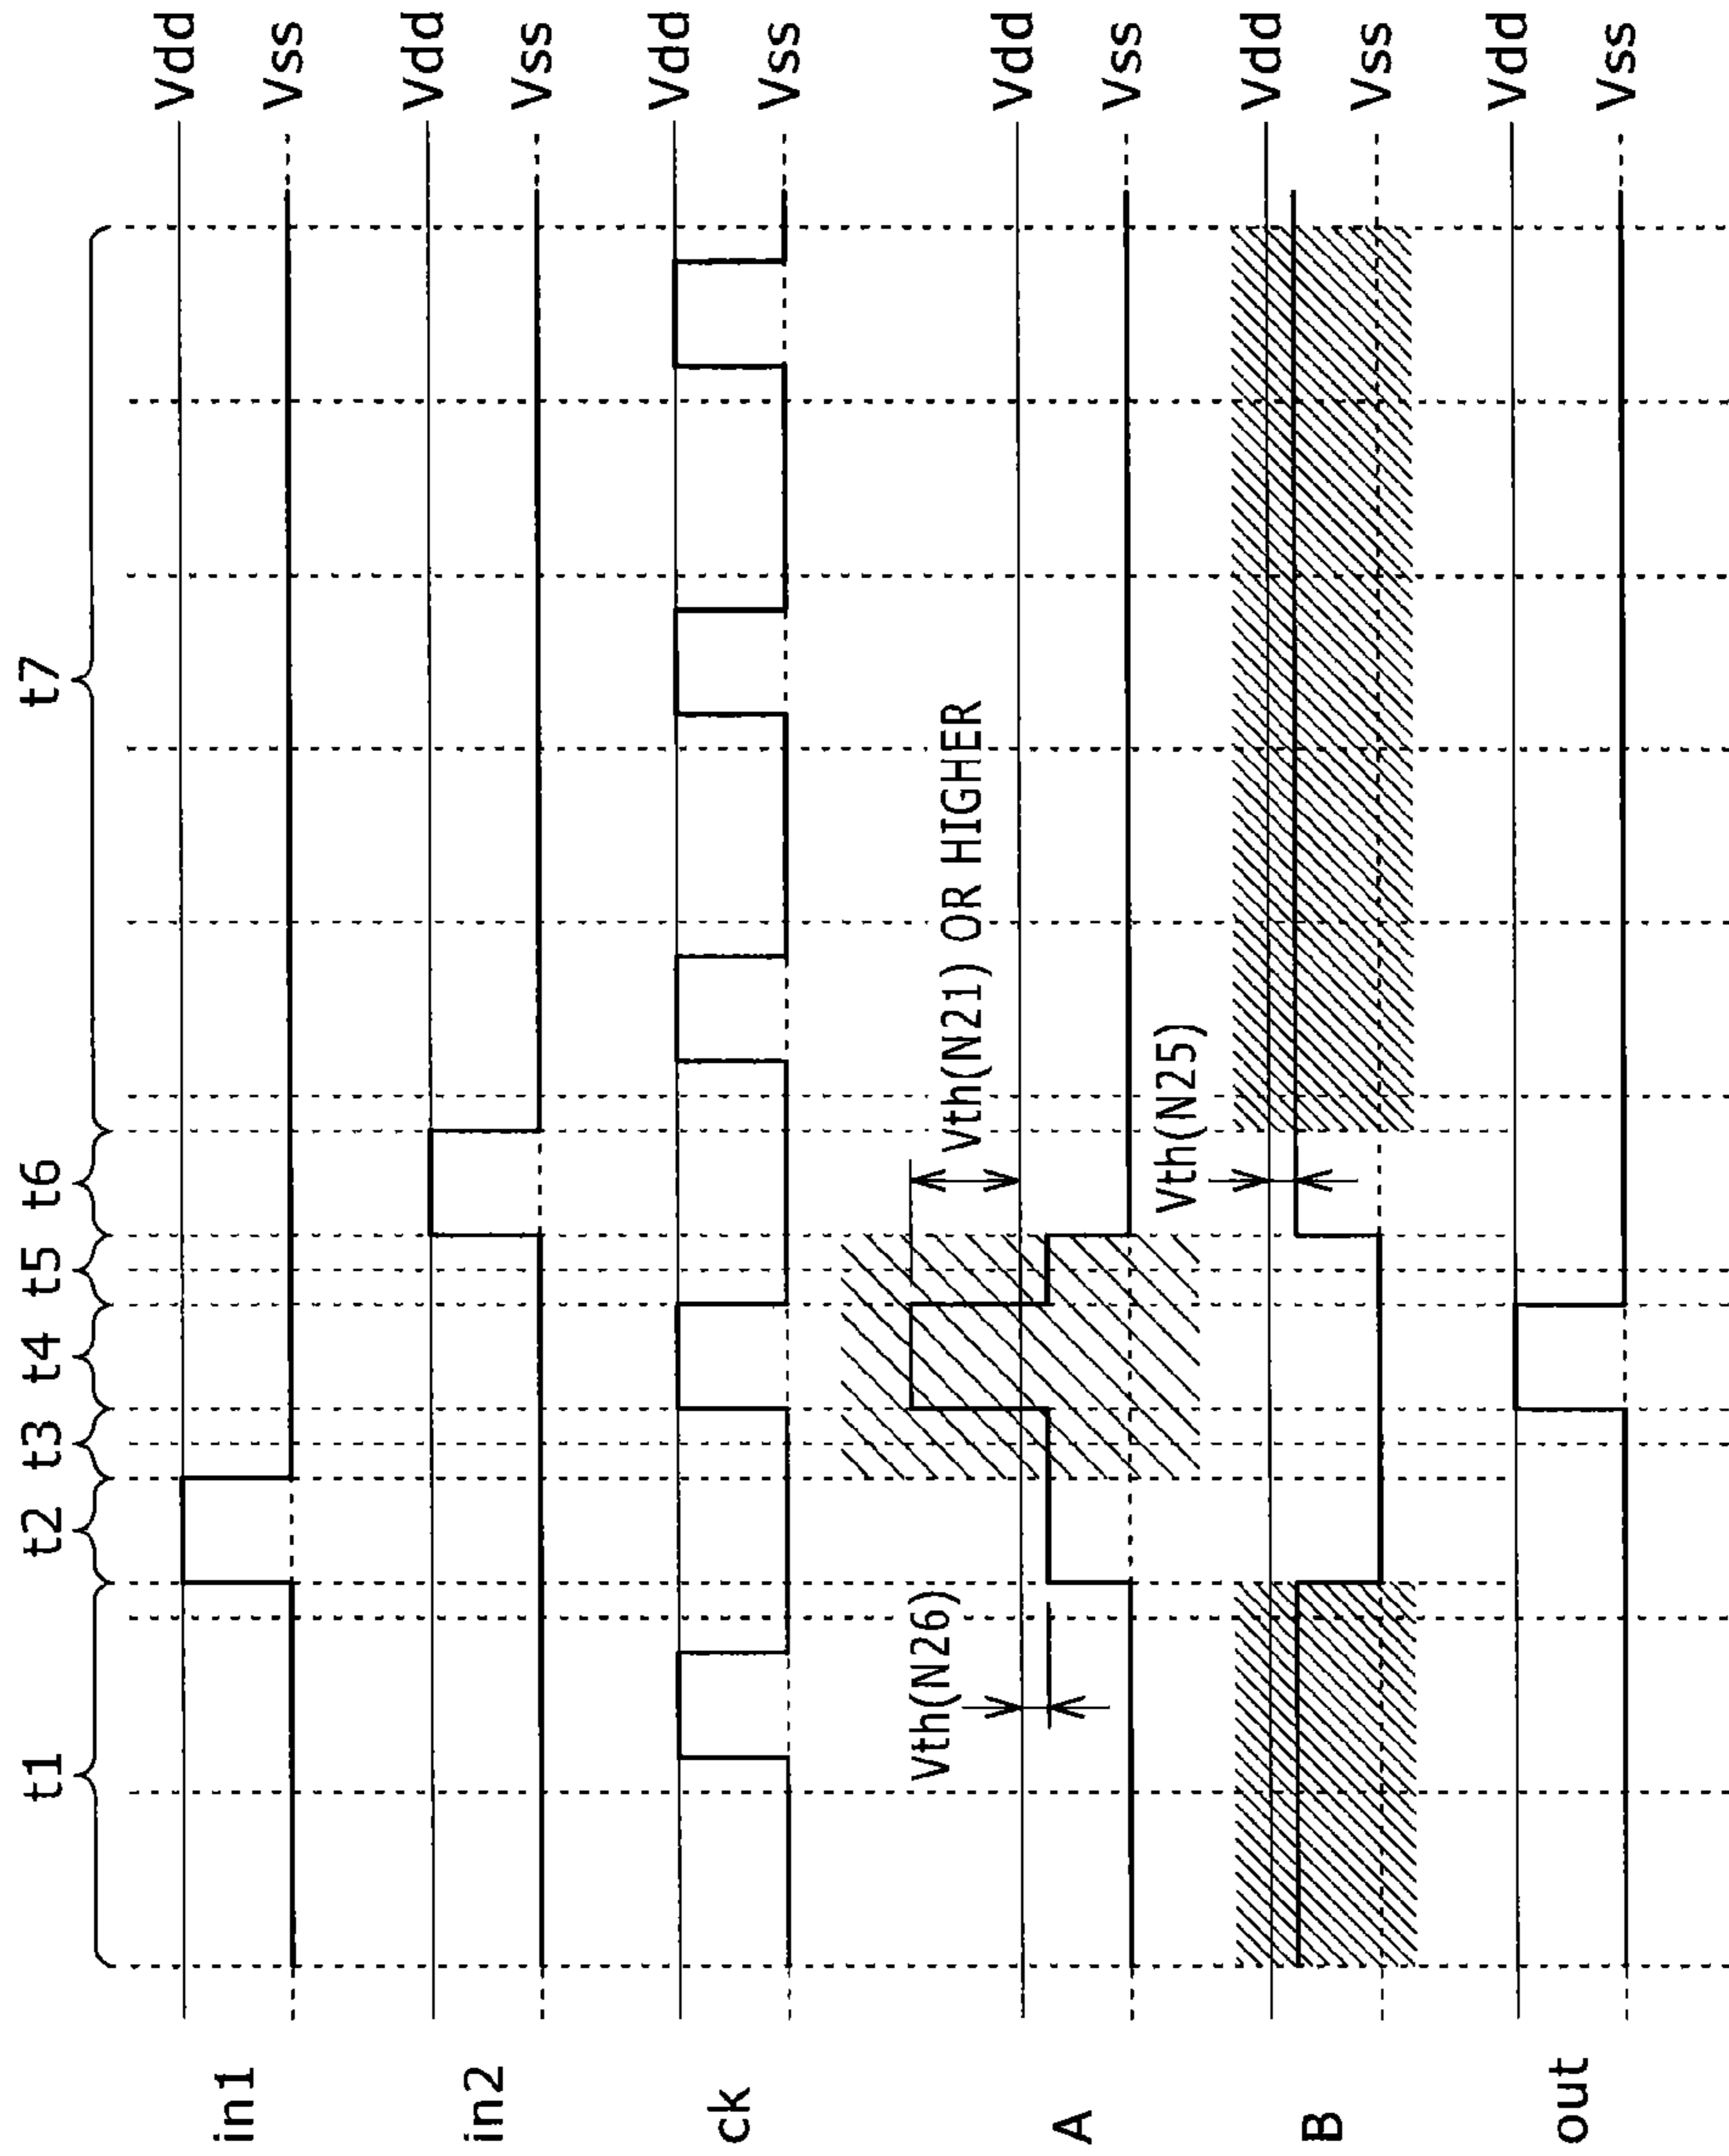 t1 t2 t3 t4 t5 t6 t7
in1
Vdd
Vss
in2
Vdd
Vss
ck
Vdd
Vss
Vth(N26)
Vth(N21) OR HIGHER
A
Vdd
Vss
Vth(N25)
B
Vdd
Vss
out
Vdd
Vss